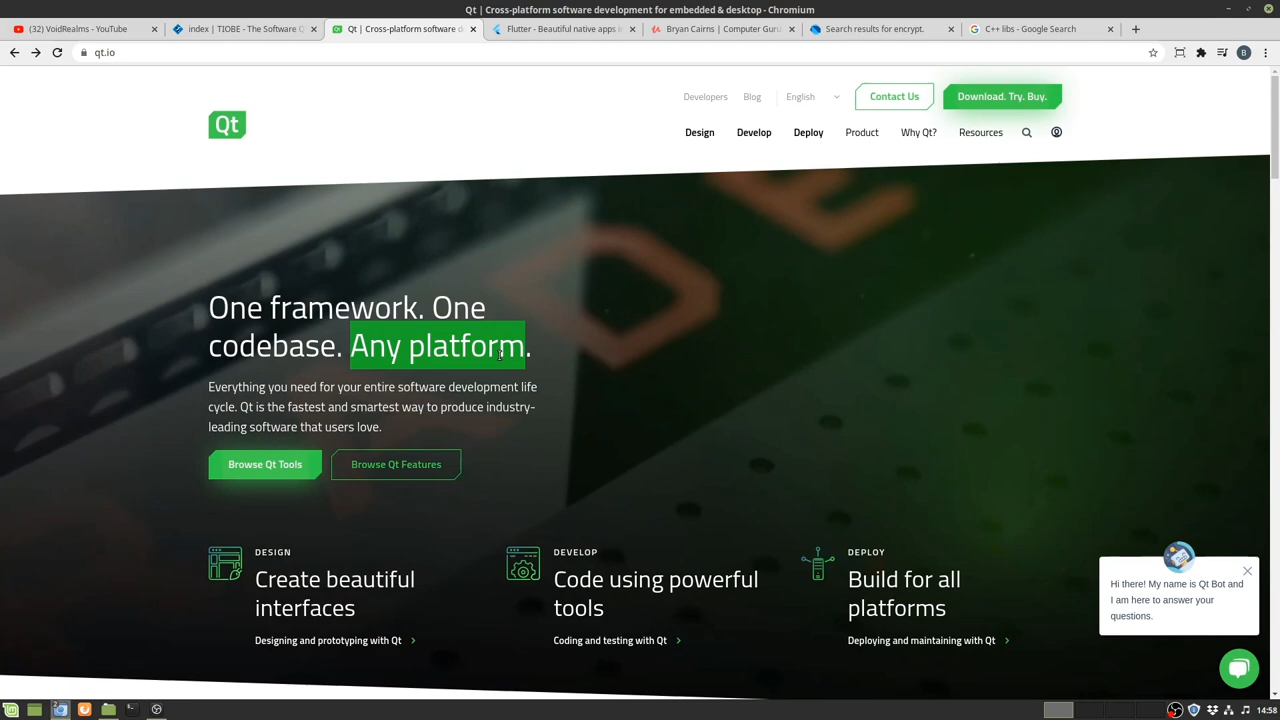 Qt | Cross-platform software development for embedded & desktop - Chromium
(32) VoidRealms - YouTube
index | TIOBE - The Software Q
Qt | Cross-platform software d
Flutter - Beautiful native apps in
Bryan Cairns | Computer Guru
Search results for encrypt.
C++ libs - Google Search
qt.io
B
Developers Blog English Contact Us Download. Try. Buy.
Qt
Design Develop Deploy Product Why Qt? Resources
One framework. One
codebase. Any platform.
Everything you need for your entire software development life
cycle. Qt is the fastest and smartest way to produce industry-
leading software that users love.
Browse Qt Tools Browse Qt Features
DESIGN
Create beautiful
interfaces
Designing and prototyping with Qt
DEVELOP
Code using powerful
tools
Coding and testing with Qt
DEPLOY
Build for all
platforms
Deploying and maintaining with Qt
Hi there! My name is Qt Bot and
I am here to answer your
questions.
14:58